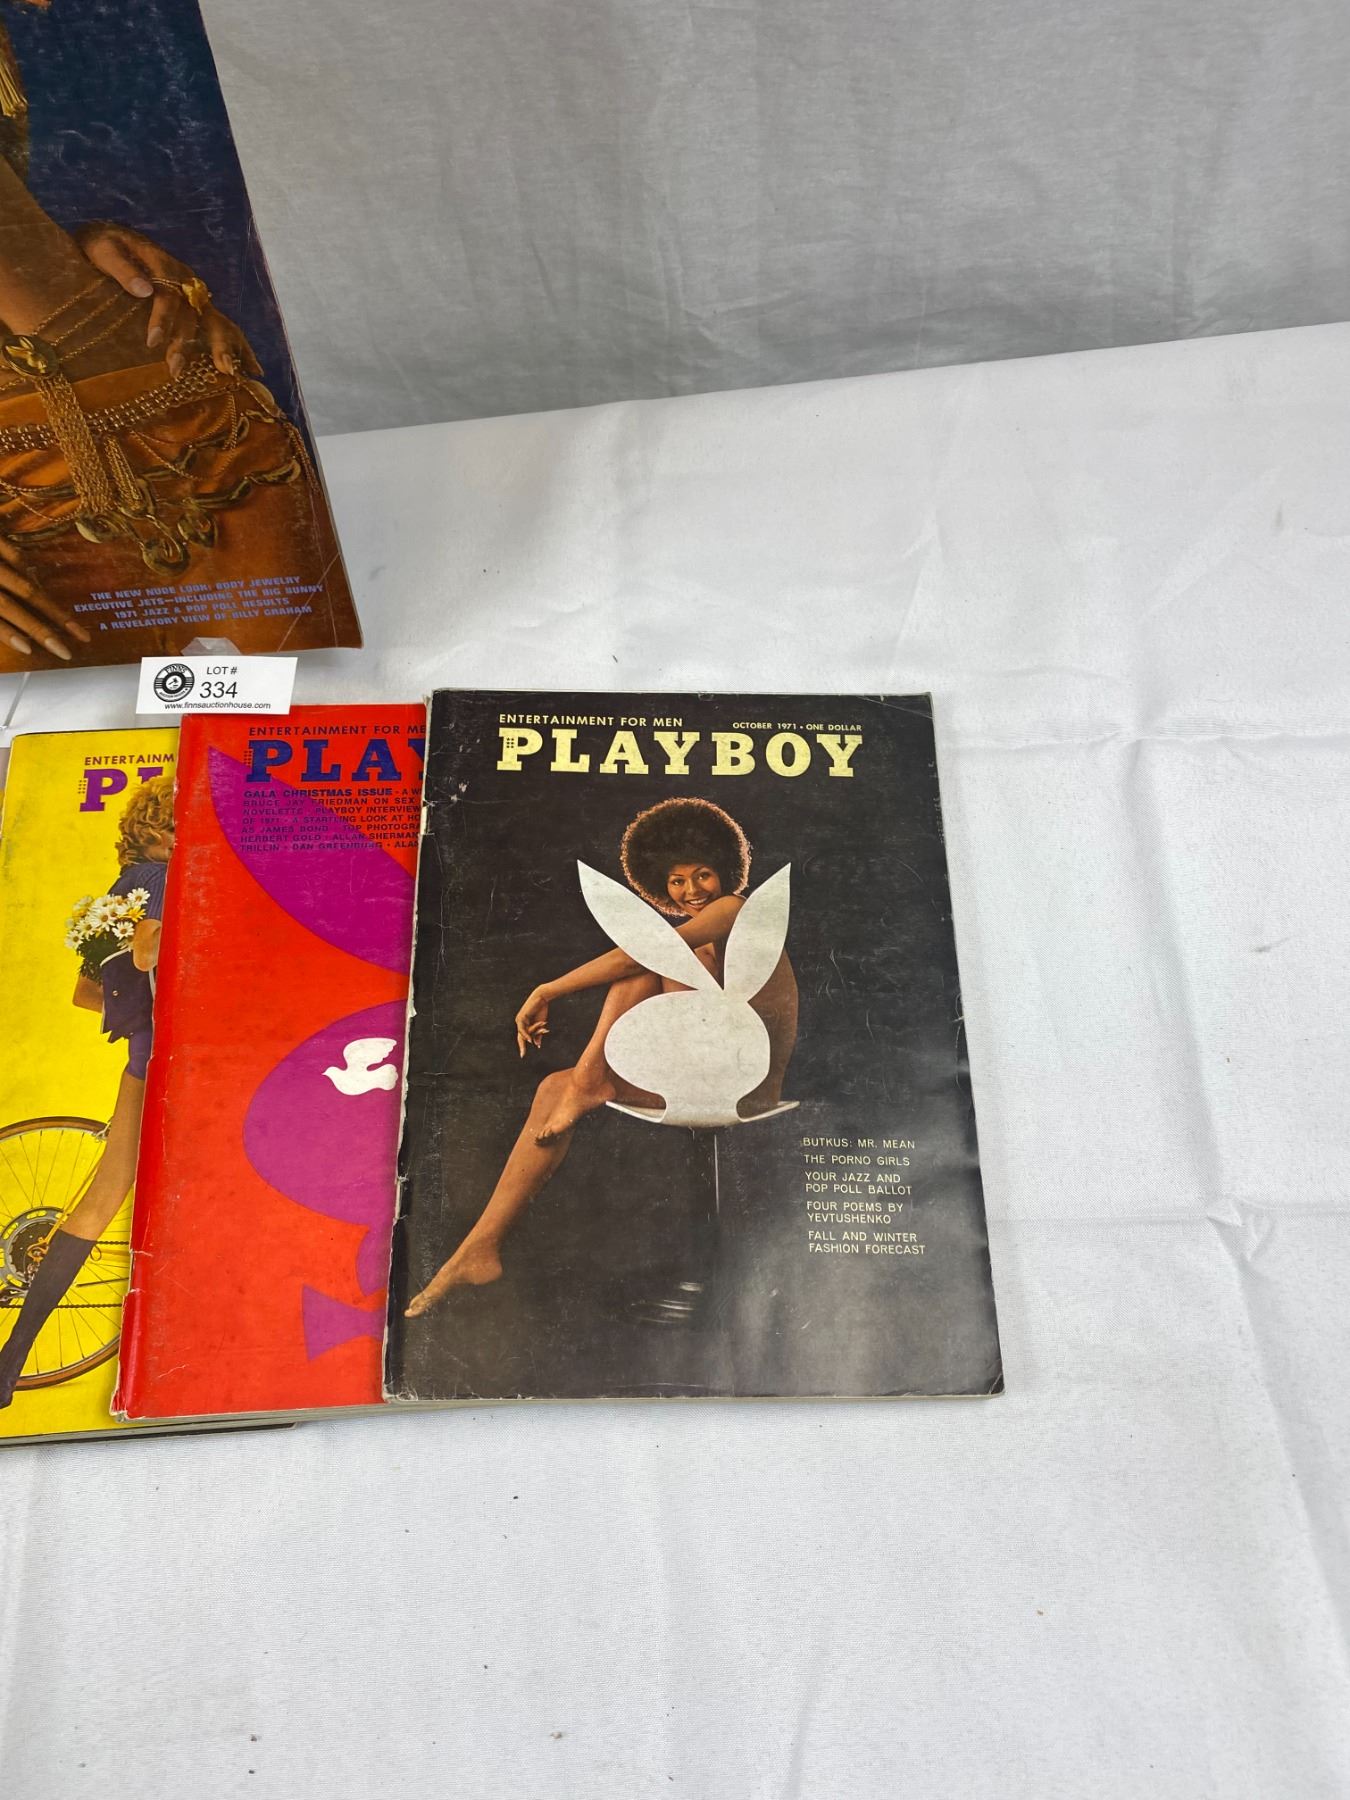 THE NEW NUDE LOOK: BODY JEWELRY
EXECUTIVE JETS—INCLUDING THE BIG BUNNY
1971 JAZZ & POP POLL RESULTS
A REVELATORY VIEW OF BILLY GRAHAM
LOT #
334
www.finnsauctionhouse.com
ENTERTAINM
PL
ENTERTAINMENT FOR ME
PLAY
GALA CHRISTMAS ISSUE • A W
BRUCE JAY FRIEDMAN ON SEX
NOVELETTE • PLAYBOY INTERVIEW
OF 1971 • A STARTLING LOOK AT HO
AS JAMES BOND • TOP PHOTOGRA
HERBERT GOLD • ALLAN SHERMAN
TRILLIN • DAN GREENBURG • ALAN
ENTERTAINMENT FOR MEN
OCTOBER 1971 • ONE DOLLAR
PLAYBOY
BUTKUS: MR. MEAN
THE PORNO GIRLS
YOUR JAZZ AND
POP POLL BALLOT
FOUR POEMS BY
YEVTUSHENKO
FALL AND WINTER
FASHION FORECAST